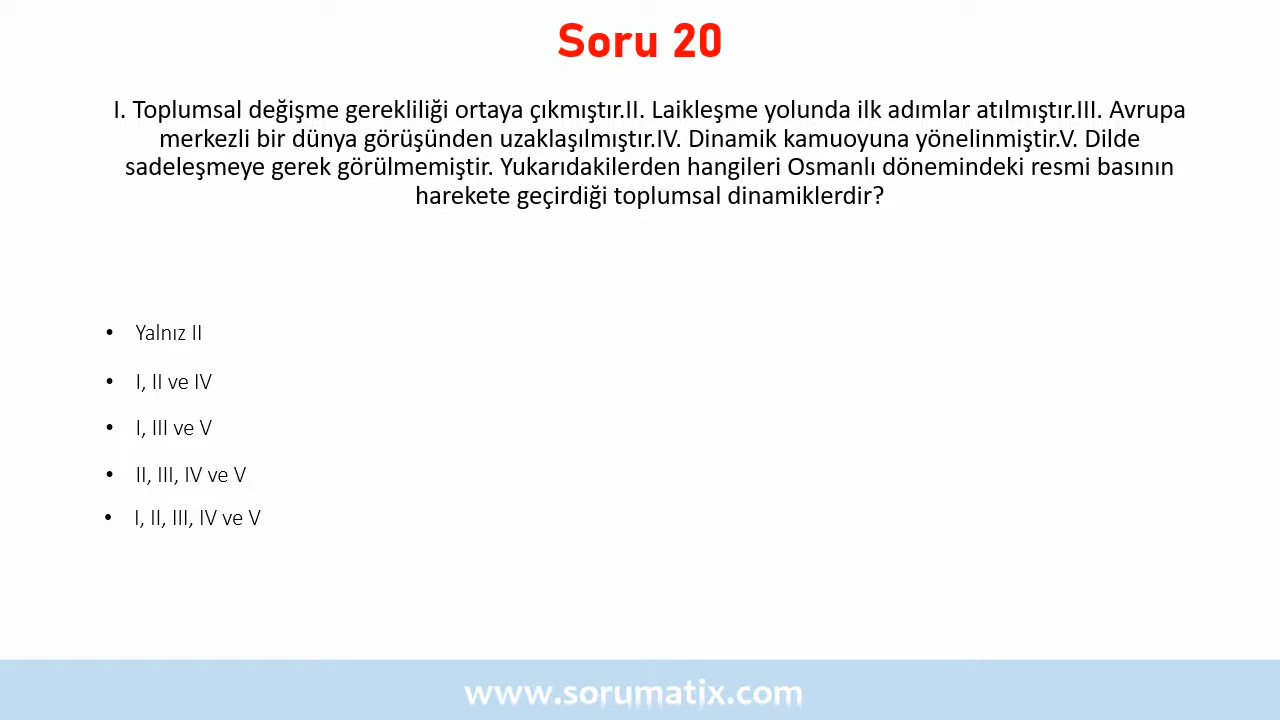 Soru 20
I. Toplumsal değişme gerekliliği ortaya çıkmıştır.II. Laikleşme yolunda ilk adımlar atılmıştır.III. Avrupa
merkezli bir dünya görüşünden uzaklaşılmıştır.IV. Dinamik kamuoyuna yönelinmiştir.V. Dilde
sadeleşmeye gerek görülmemiştir. Yukarıdakilerden hangileri Osmanlı dönemindeki resmi basının
harekete geçirdiği toplumsal dinamiklerdir?
• Yalnız II
• I, II ve IV
• I, III ve V
• II, III, IV ve V
• I, II, III, IV ve V
www.sorumatix.com